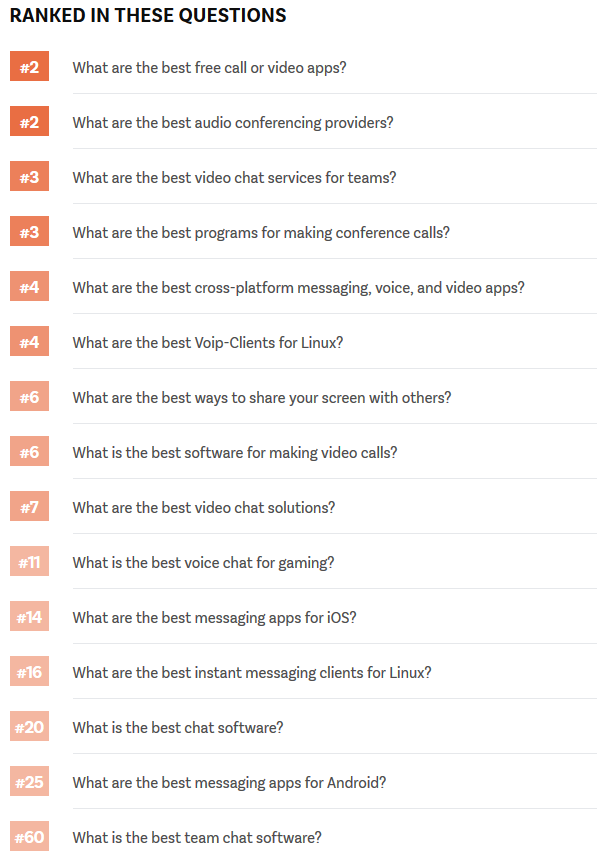 RANKED IN THESE QUESTIONS
#2 What are the best free call or video apps?
#2 What are the best audio conferencing providers?
#3 What are the best video chat services for teams?
#3 What are the best programs for making conference calls?
#4 What are the best cross-platform messaging, voice, and video apps?
#4 What are the best Voip-Clients for Linux?
#6 What are the best ways to share your screen with others?
#6 What is the best software for making video calls?
#7 What are the best video chat solutions?
#11 What is the best voice chat for gaming?
#14 What are the best messaging apps for iOS?
#16 What are the best instant messaging clients for Linux?
#20 What is the best chat software?
#25 What are the best messaging apps for Android?
#60 What is the best team chat software?